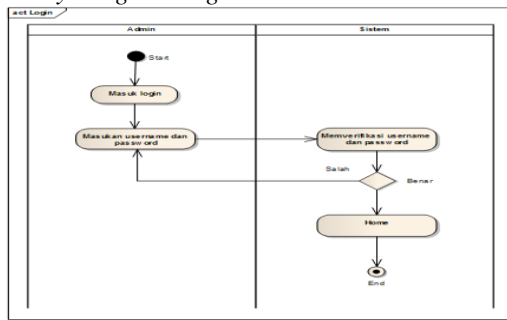 act Login
Admin
Sistem
Start
Masuk login
Masukan username dan
password
Memverifikasi username
dan password
Salah
Benar
Home
End